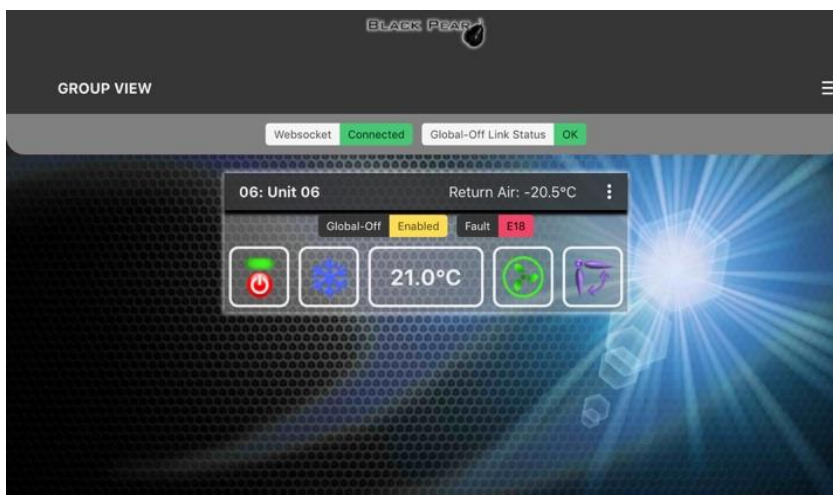 BLACK PEAR
GROUP VIEW
Websocket Connected Global-Off Link Status OK
06: Unit 06 Return Air: -20.5°C
Global-Off Enabled Fault E18
21.0°C